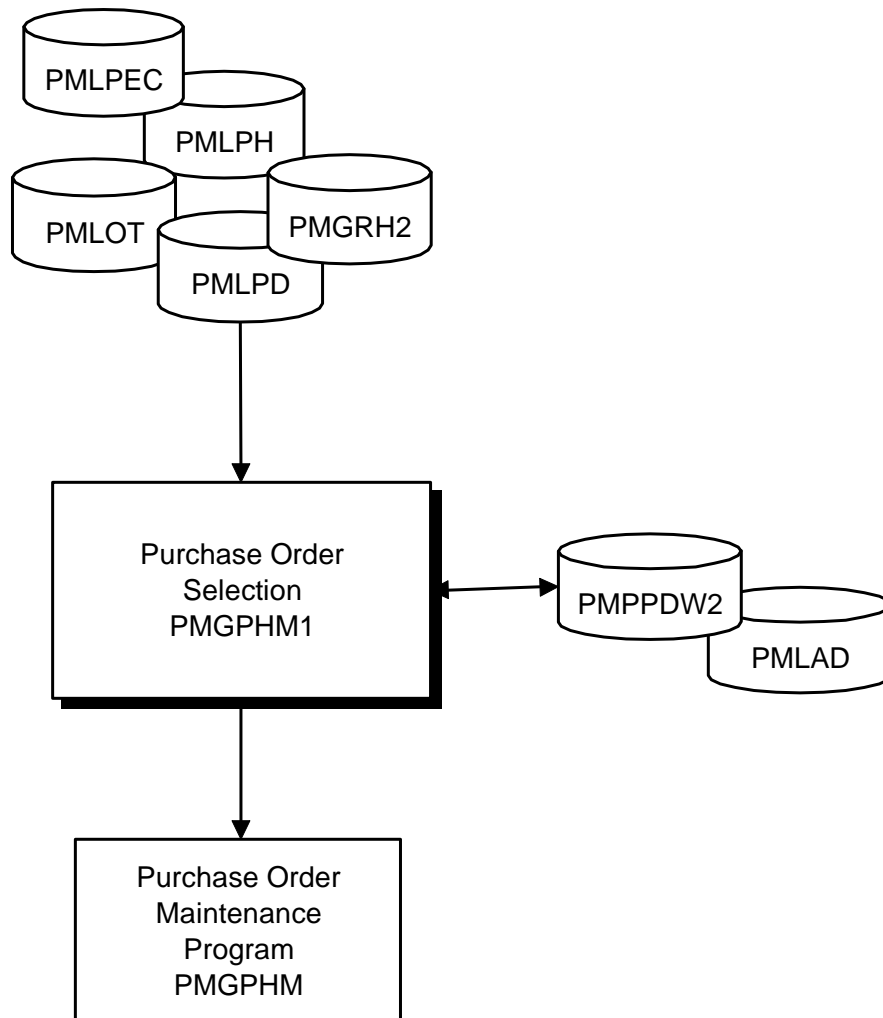 PMLPEC
PMLPH
PMLOT
PMGRH2
PMLPD
Purchase Order
Selection
PMGPHM1
PMPPDW2
PMLAD
Purchase Order
Maintenance
Program
PMGPHM